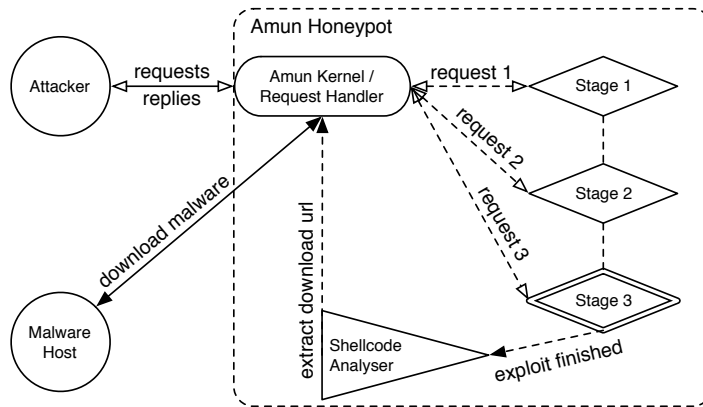 Amun Honeypot
Attacker
requests
replies
Amun Kernel /
Request Handler
request 1
Stage 1
request 2
Stage 2
request 3
Stage 3
download malware
extract download url
Malware
Host
Shellcode
Analyser
exploit finished